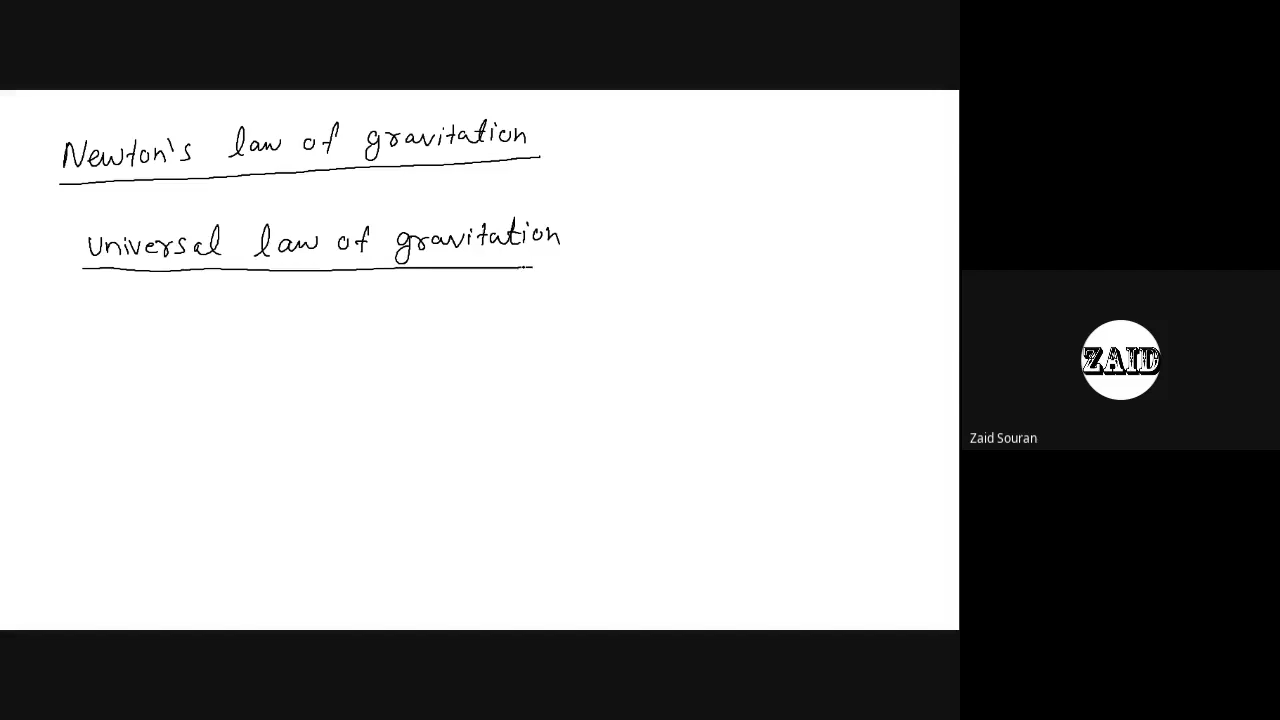 Newton's law of gravitation
universal law of gravitation
ZAID
Zaid Souran